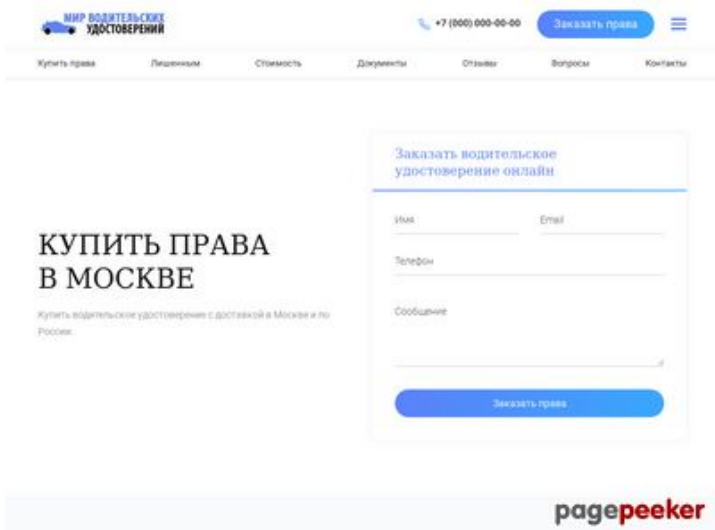 МИР ВОДИТЕЛЬСКИХ
УДОСТОВЕРЕНИЙ
+7 (000) 000-00-00
Заказать права
Купить права
Лишенным
Стоимость
Документы
Отзывы
Вопросы
Контакты
КУПИТЬ ПРАВА
В МОСКВЕ
Купить водительское удостоверение с доставкой в Москве и по
России.
Заказать водительское
удостоверение онлайн
Имя
Email
Телефон
Сообщение
Заказать права
pagepeeker